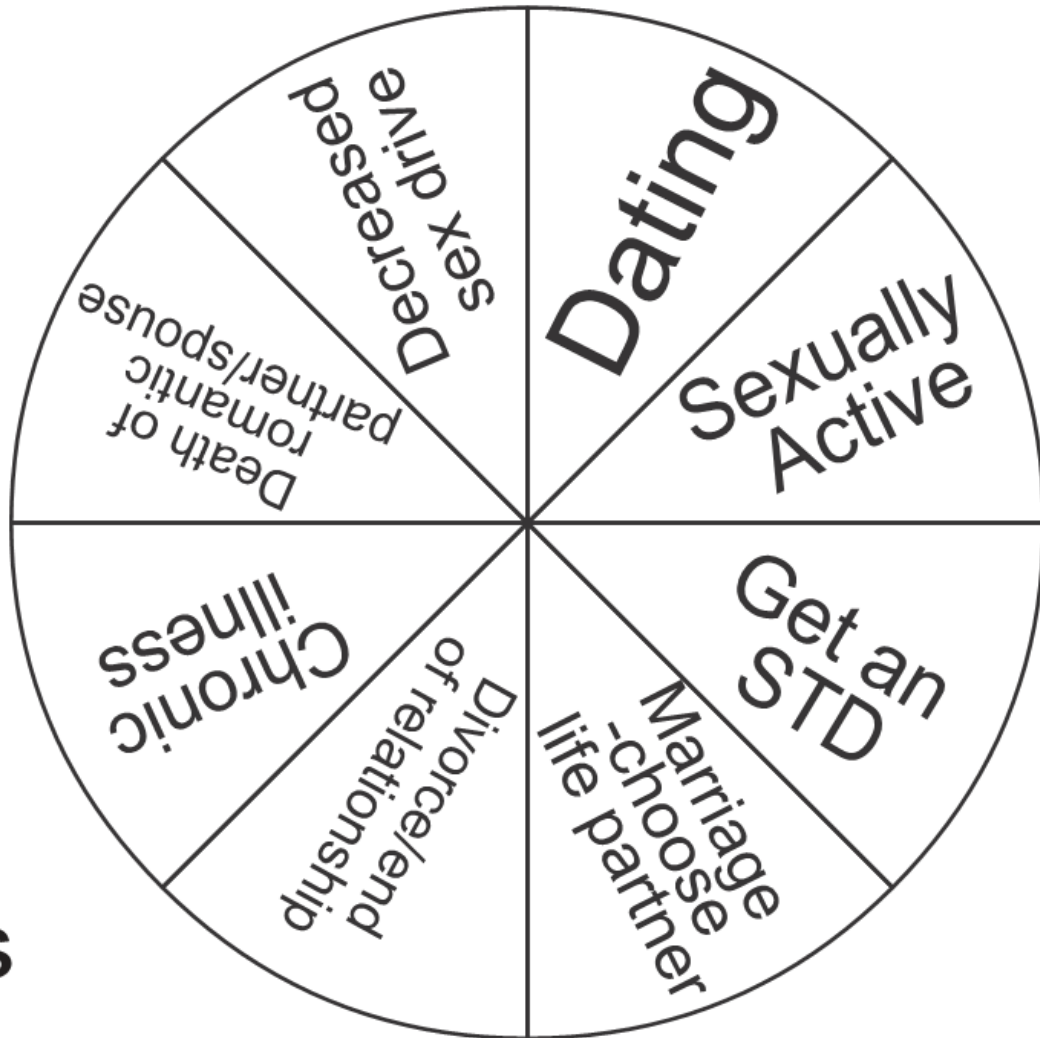 Dating
Sexually
Active
Get an
STD
Marriage
-choose
life partner
Divorce/end
of relationship
Chronic
illness
Death of
romantic
partner/spouse
Decreased
sex drive
s